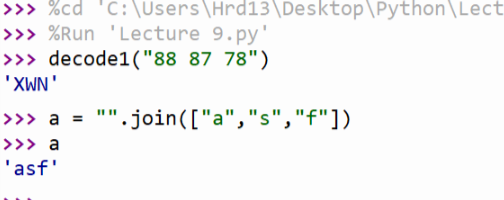 >>> %cd 'C:\Users\Hrd13\Desktop\Python\Lect
>>> %Run 'Lecture 9.py'
>>> decode1("88 87 78")
'XWN'
>>> a = "".join(["a","s","f"])
>>> a
'asf'
>>>